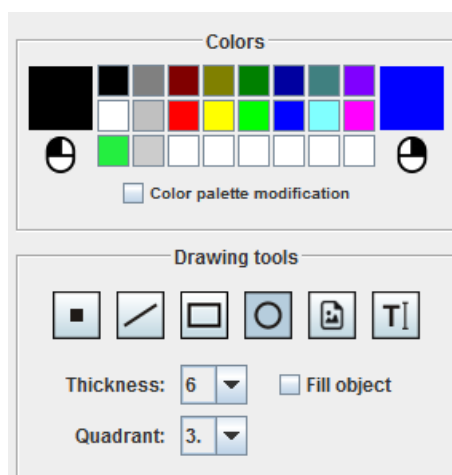 Colors
Color palette modification
Drawing tools
T
Thickness: 6 Fill object
Quadrant: 3.